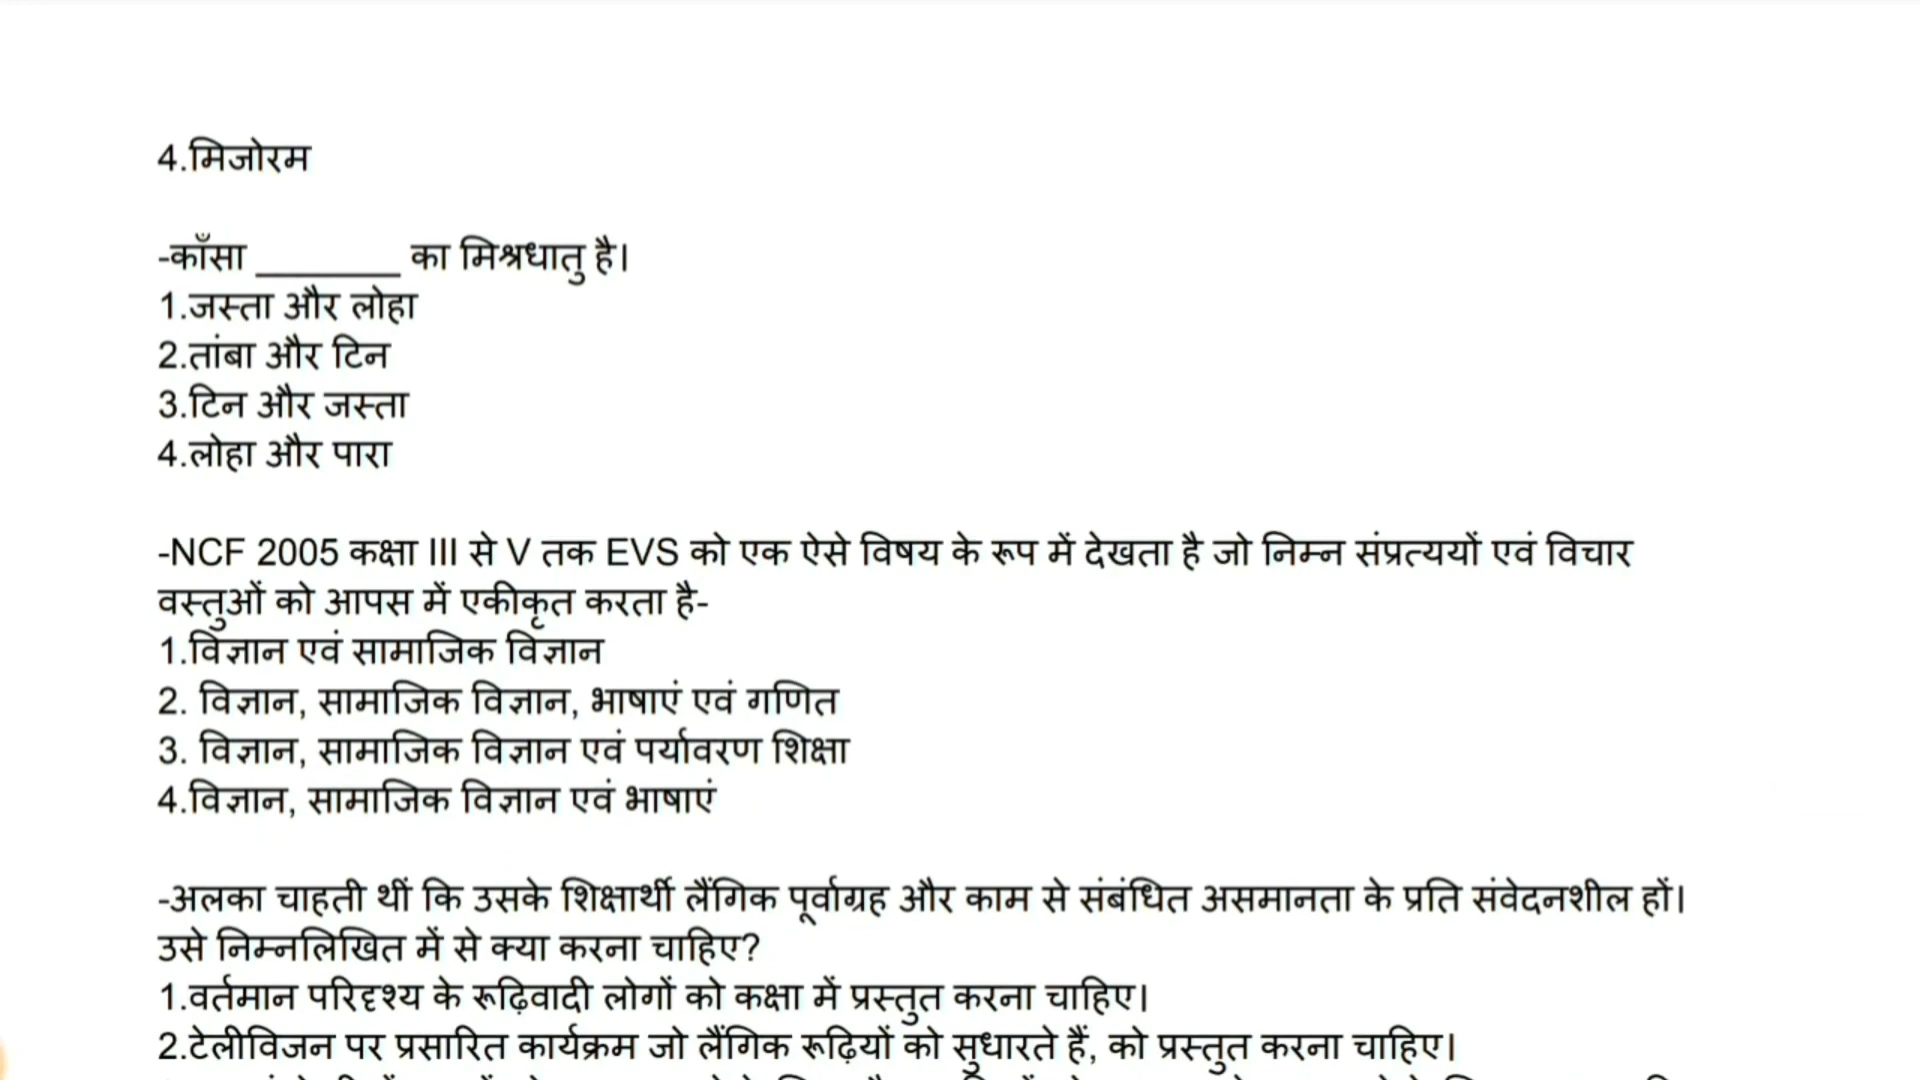 4.मिजोरम
-काँसा ________ का मिश्रधातु है।
1.जस्ता और लोहा
2.तांबा और टिन
3.टिन और जस्ता
4.लोहा और पारा
-NCF 2005 कक्षा III से V तक EVS को एक ऐसे विषय के रूप में देखता है जो निम्न संप्रत्ययों एवं विचार
वस्तुओं को आपस में एकीकृत करता है-
1.विज्ञान एवं सामाजिक विज्ञान
2. विज्ञान, सामाजिक विज्ञान, भाषाएं एवं गणित
3. विज्ञान, सामाजिक विज्ञान एवं पर्यावरण शिक्षा
4.विज्ञान, सामाजिक विज्ञान एवं भाषाएं
-अलका चाहती थीं कि उसके शिक्षार्थी लैंगिक पूर्वाग्रह और काम से संबंधित असमानता के प्रति संवेदनशील हों।
उसे निम्नलिखित में से क्या करना चाहिए?
1.वर्तमान परिदृश्य के रूढ़िवादी लोगों को कक्षा में प्रस्तुत करना चाहिए।
2.टेलीविजन पर प्रसारित कार्यक्रम जो लैंगिक रूढ़ियों को सुधारते हैं, को प्रस्तुत करना चाहिए।